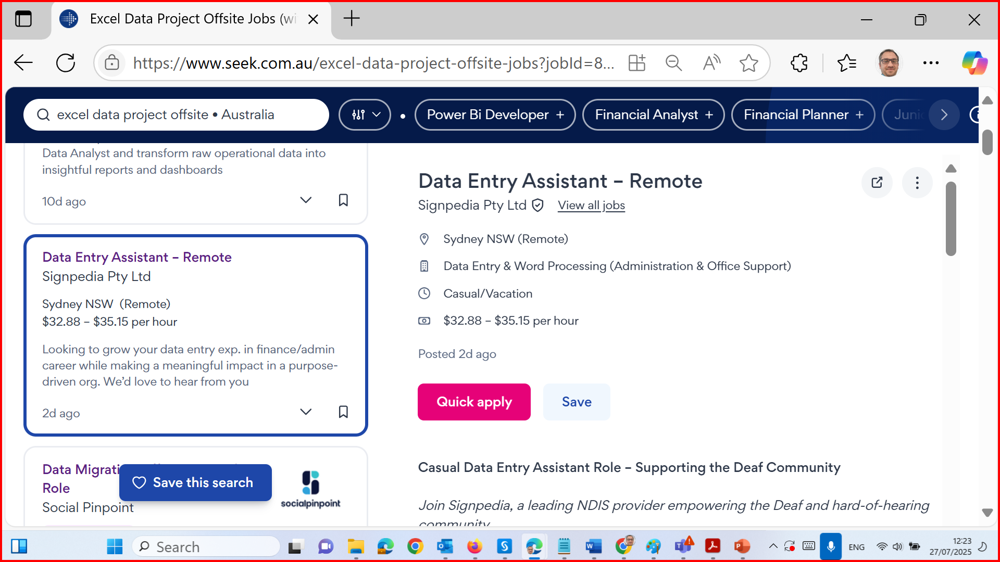 Excel Data Project Offsite Jobs (wi
https://www.seek.com.au/excel-data-project-offsite-jobs?jobId=8...
excel data project offsite • Australia
Power Bi Developer +
Financial Analyst +
Financial Planner +
Junio
Data Analyst and transform raw operational data into
insightful reports and dashboards
10d ago
Data Entry Assistant – Remote
Signpedia Pty Ltd
Sydney NSW (Remote)
$32.88 – $35.15 per hour
Looking to grow your data entry exp. in finance/admin
career while making a meaningful impact in a purpose-
driven org. We’d love to hear from you
2d ago
Data Migrati
Role
Social Pinpoint
Save this search
socialpinpoint
Data Entry Assistant – Remote
Signpedia Pty Ltd
View all jobs
Sydney NSW (Remote)
Data Entry & Word Processing (Administration & Office Support)
Casual/Vacation
$32.88 – $35.15 per hour
Posted 2d ago
Quick apply
Save
Casual Data Entry Assistant Role – Supporting the Deaf Community
Join Signpedia, a leading NDIS provider empowering the Deaf and hard-of-hearing
community
Search
ENG
12:23
27/07/2025